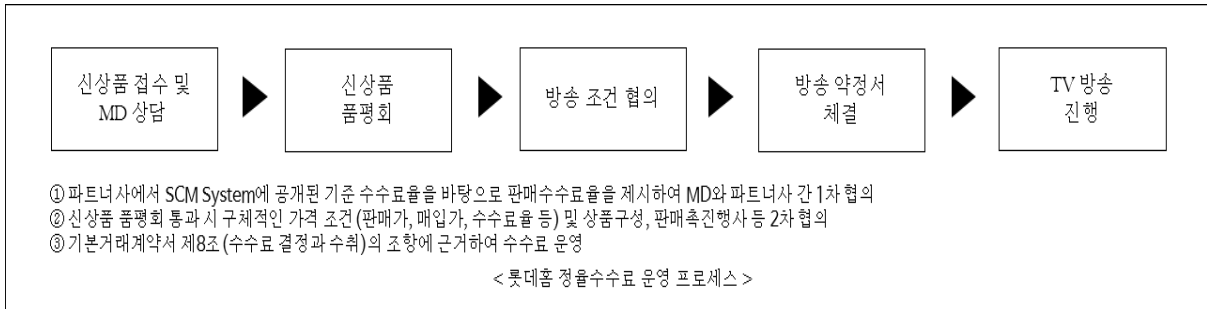 신상품 접수 및
MD 상담
신상품
품평회
방송 조건 협의
방송 약정서
체결
TV 방송
진행
① 파트너사에서 SCM System에 공개된 기준 수수료율을 바탕으로 판매수수료율을 제시하여 MD와 파트너사 간 1차 협의
② 신상품 품평회 통과 시 구체적인 가격 조건(판매가, 매입가, 수수료율 등) 및 상품구성, 판매촉진행사 등 2차 협의
③ 기본거래계약서 제8조(수수료 결정과 수취)의 조항에 근거하여 수수료 운영
< 롯데홈 정율수수료 운영 프로세스 >